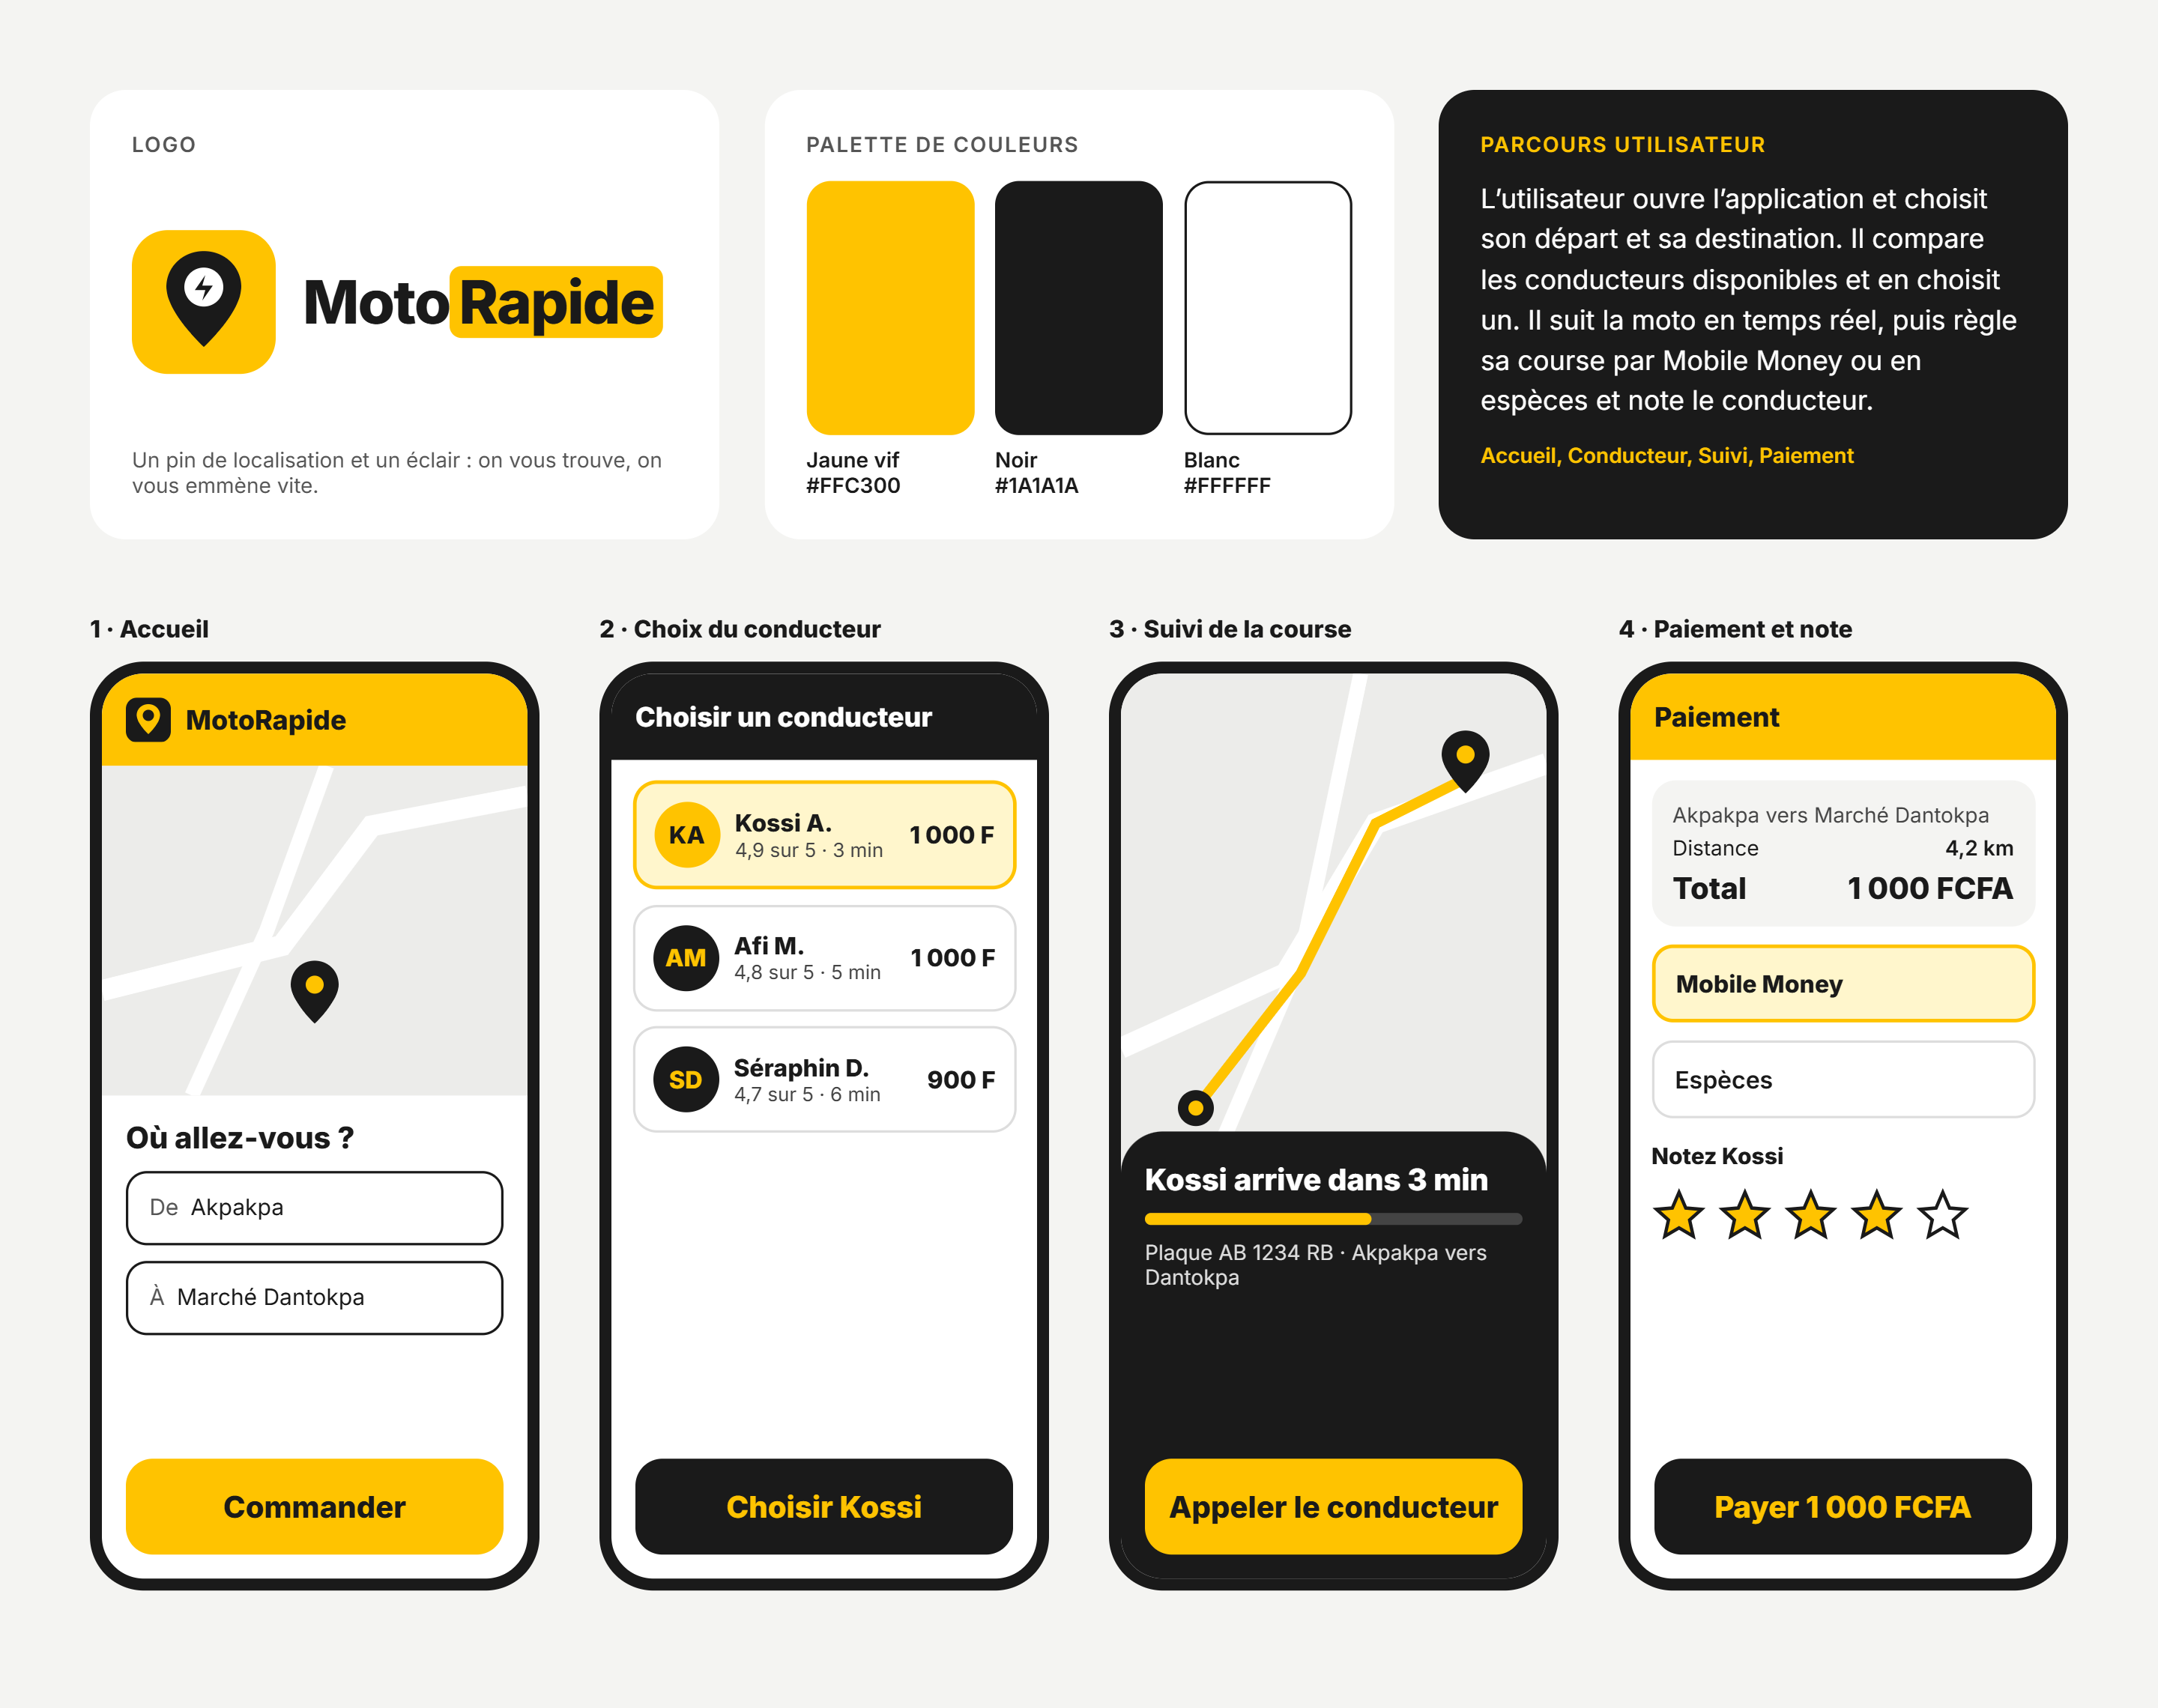 LOGO
MotoRapide
Un pin de localisation et un éclair : on vous trouve, on
vous emmène vite.
PALETTE DE COULEURS
Jaune vif
#FFC300
Noir
#1A1A1A
Blanc
#FFFFFF
PARCOURS UTILISATEUR
L’utilisateur ouvre l’application et choisit
son départ et sa destination. Il compare
les conducteurs disponibles et en choisit
un. Il suit la moto en temps réel, puis règle
sa course par Mobile Money ou en
espèces et note le conducteur.
Accueil, Conducteur, Suivi, Paiement
1 · Accueil
MotoRapide
Où allez-vous ?
De Akpakpa
À Marché Dantokpa
Commander
2 · Choix du conducteur
Choisir un conducteur
KA
Kossi A.
4,9 sur 5 · 3 min
1 000 F
AM
Afi M.
4,8 sur 5 · 5 min
1 000 F
SD
Séraphin D.
4,7 sur 5 · 6 min
900 F
Choisir Kossi
3 · Suivi de la course
Kossi arrive dans 3 min
Plaque AB 1234 RB · Akpakpa vers
Dantokpa
Appeler le conducteur
4 · Paiement et note
Paiement
Akpakpa vers Marché Dantokpa
Distance 4,2 km
Total 1 000 FCFA
Mobile Money
Espèces
Notez Kossi
Payer 1 000 FCFA